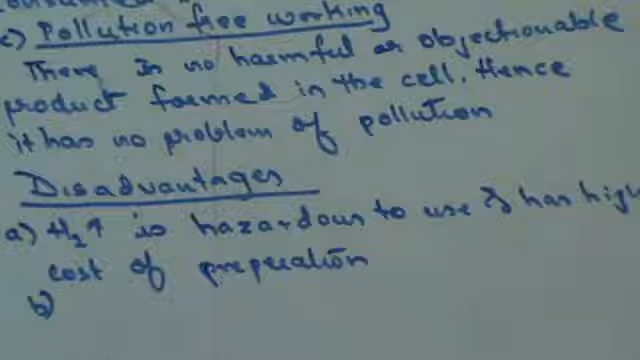 c) Pollution free working
There is no harmful or objectionable
product formed in the cell. Hence
it has no problem of pollution
Disadvantages
a) H2↑ is hazardous to use & has high
cost of preperation
b)